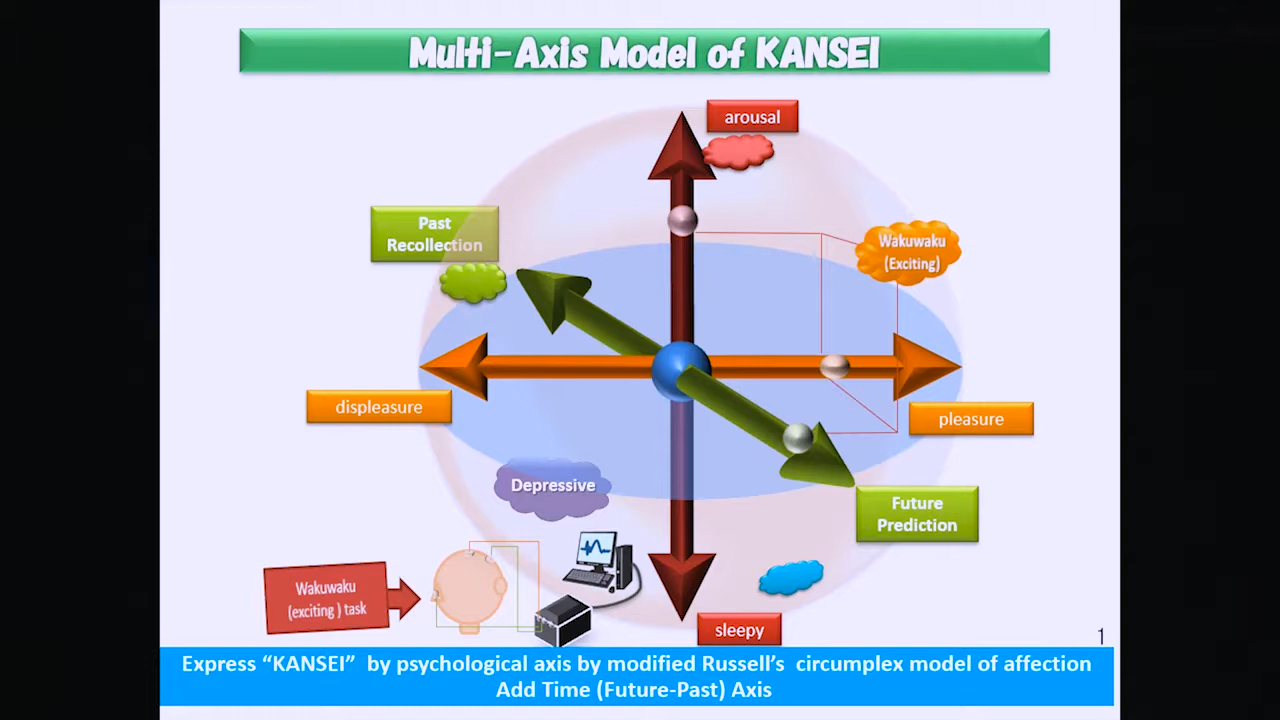 Multi-Axis Model of KANSEI
arousal
Past
Recollection
Wakuwaku
(Exciting)
displeasure
pleasure
Depressive
Future
Prediction
Wakuwaku
(exciting ) task
sleepy
1
Express “KANSEI” by psychological axis by modified Russell’s circumplex model of affection
Add Time (Future-Past) Axis